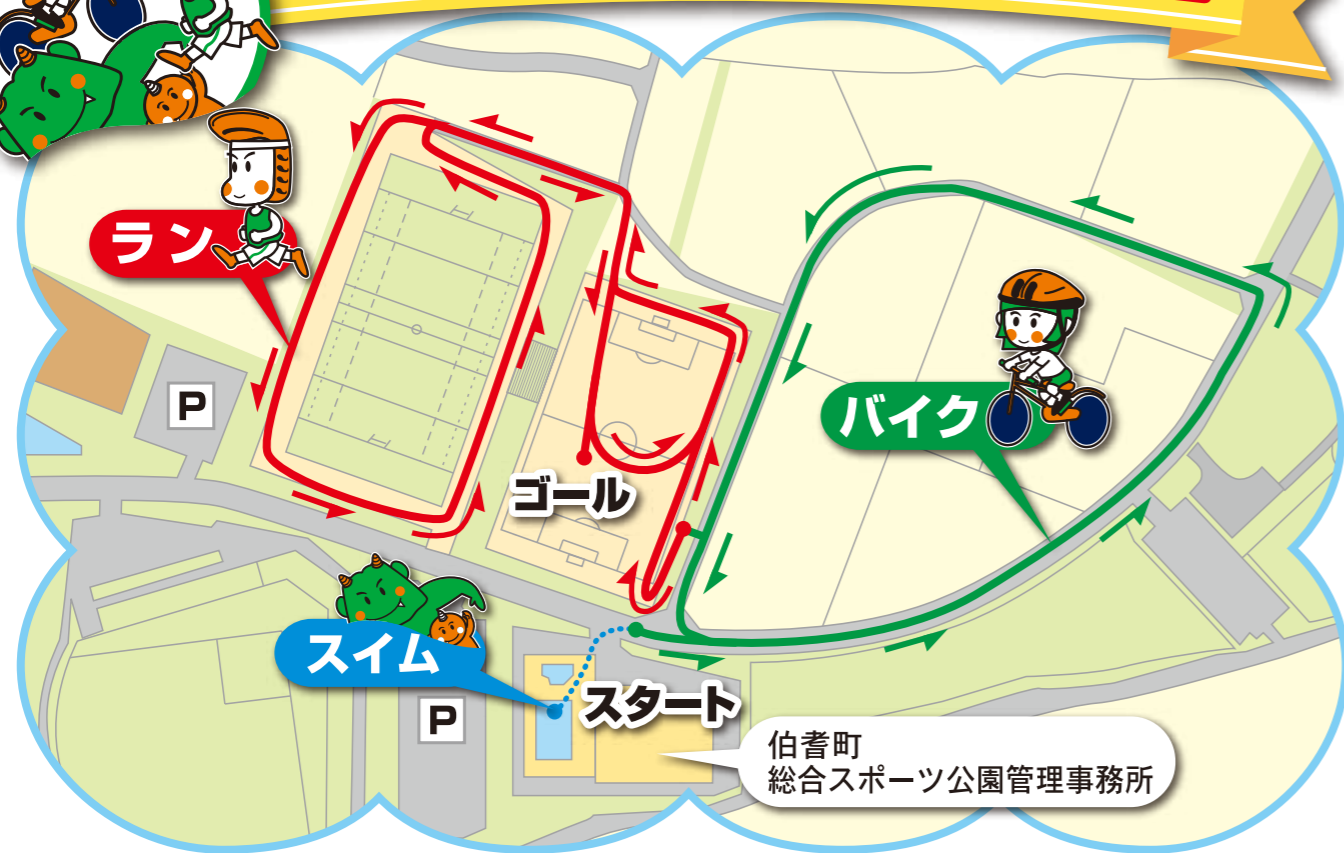 ラン
P
バイク
ゴール
スイム
スタート
P
伯耆町
総合スポーツ公園管理事務所